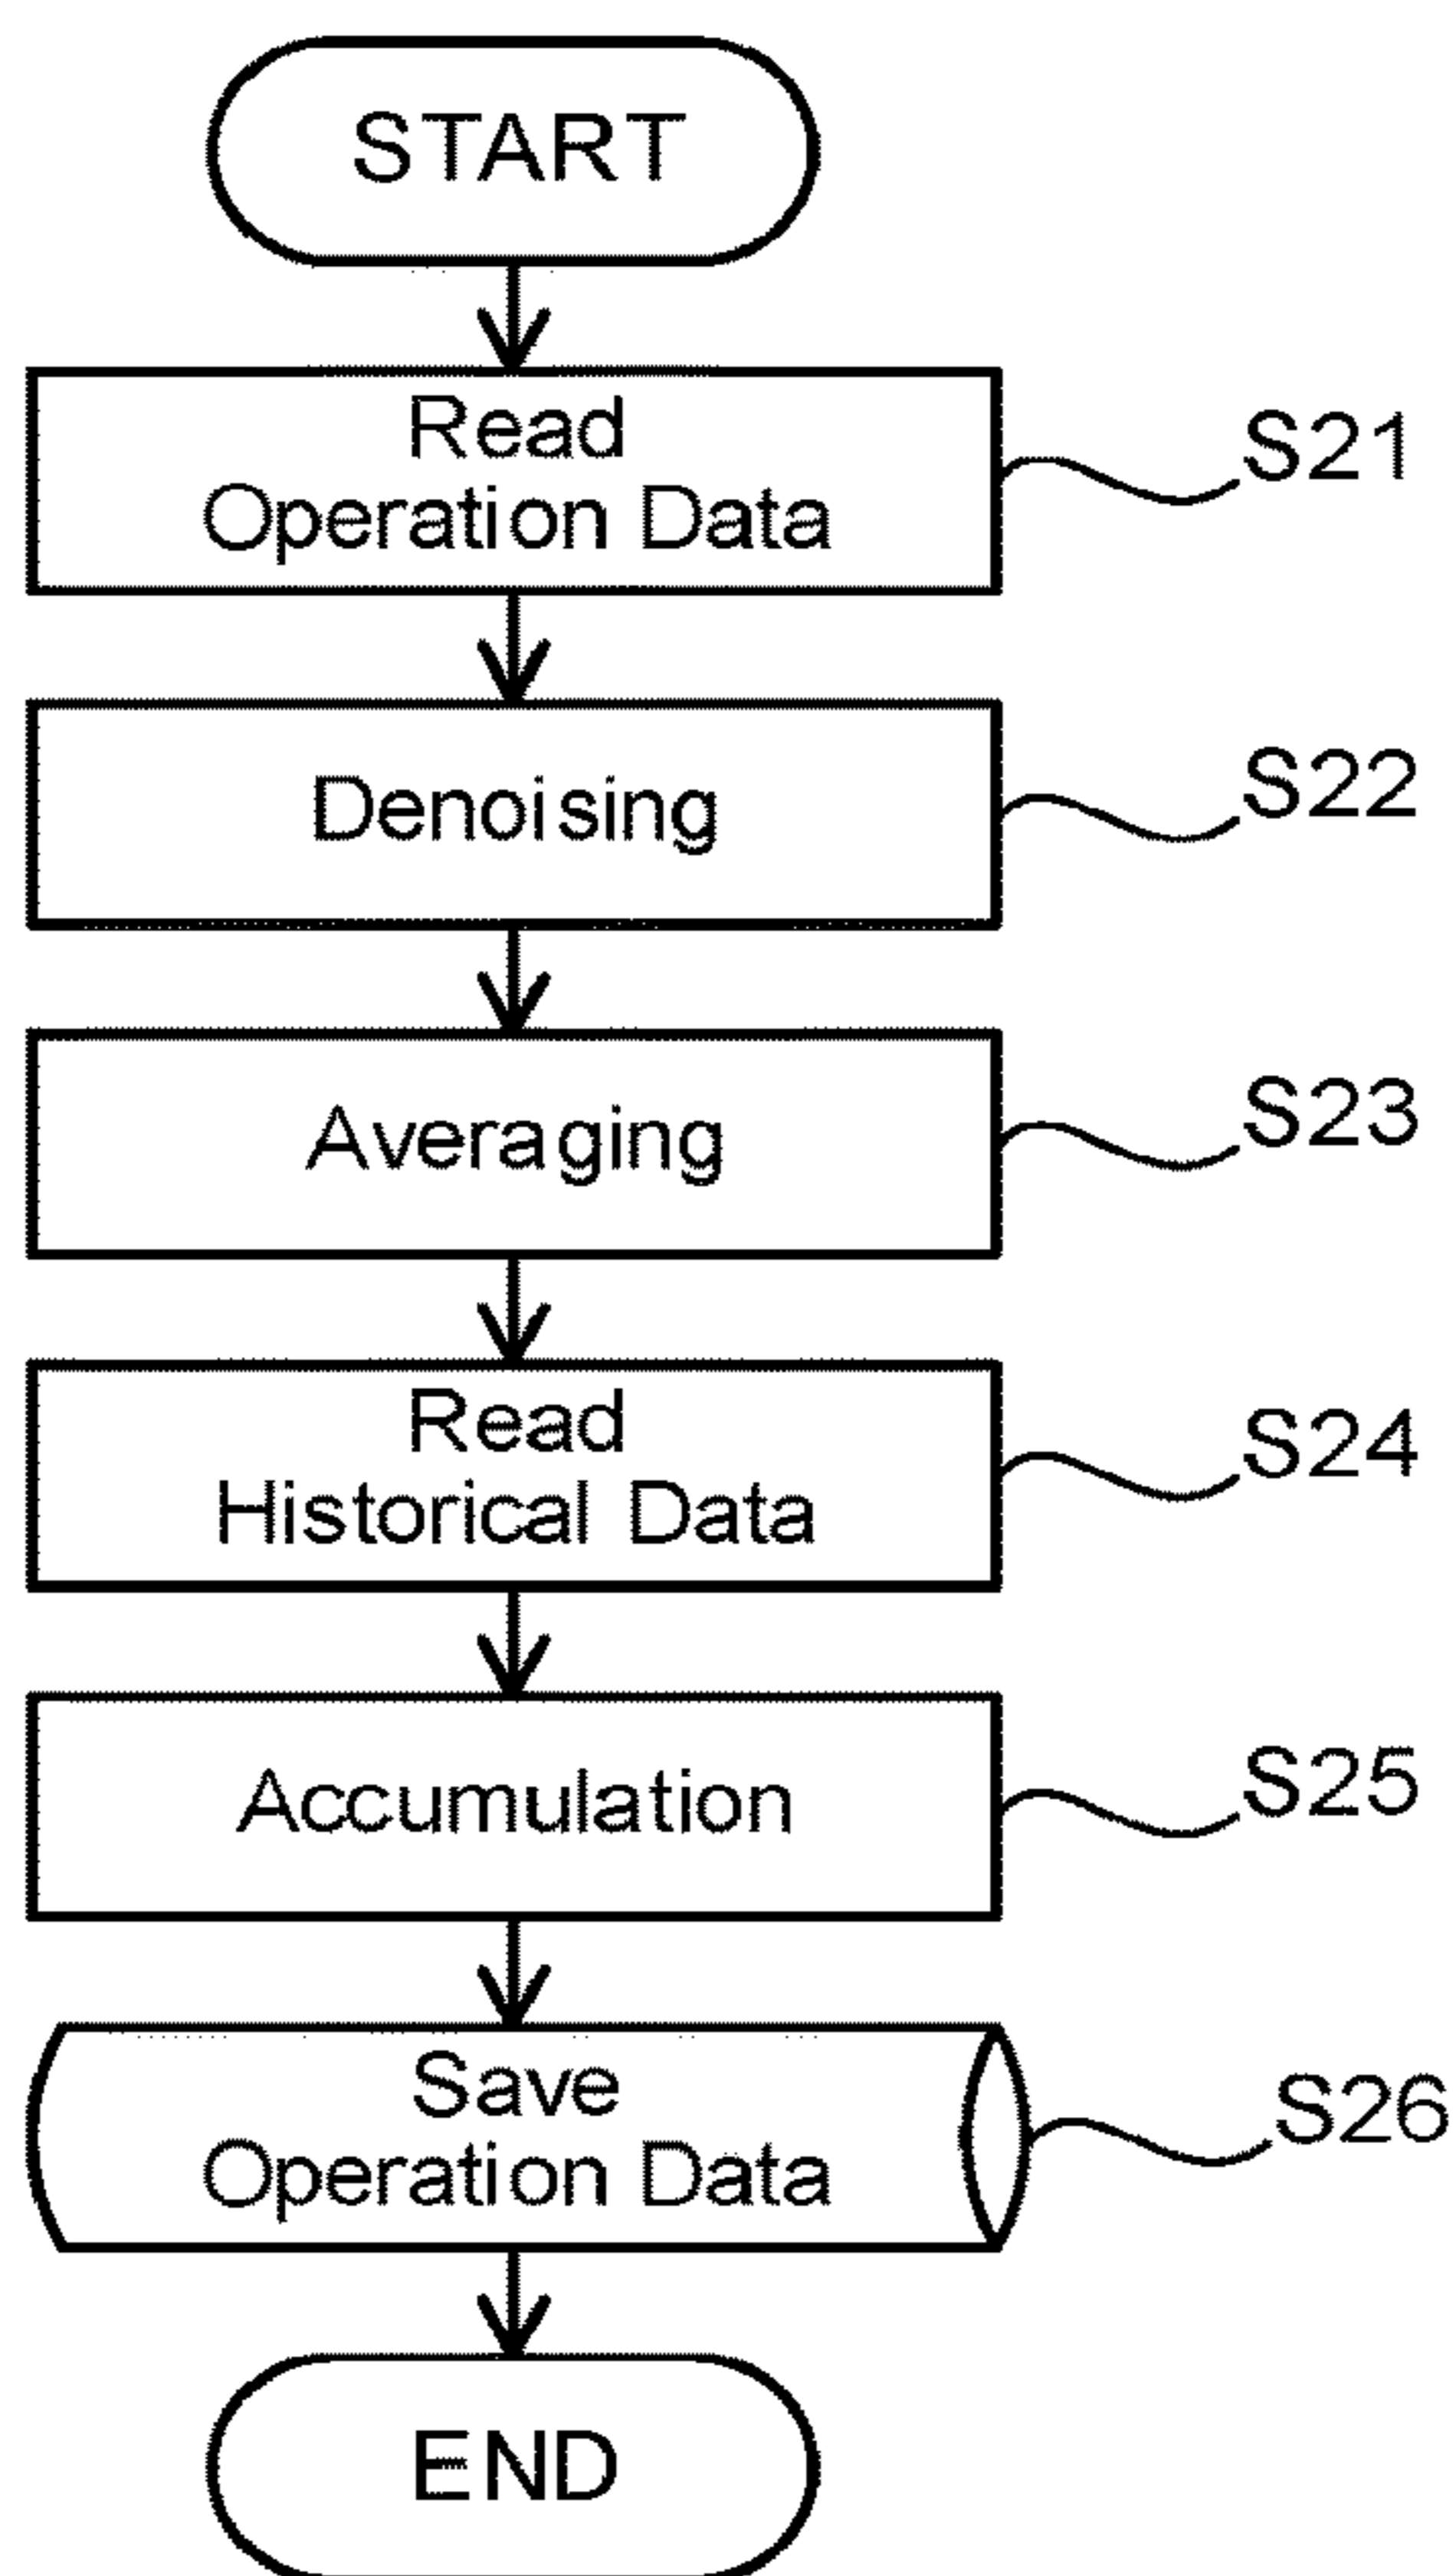 START
Read
Operation Data
S21
Denoising
S22
Averaging
S23
Read
Historical Data
S24
Accumulation
S25
Save
Operation Data
S26
END